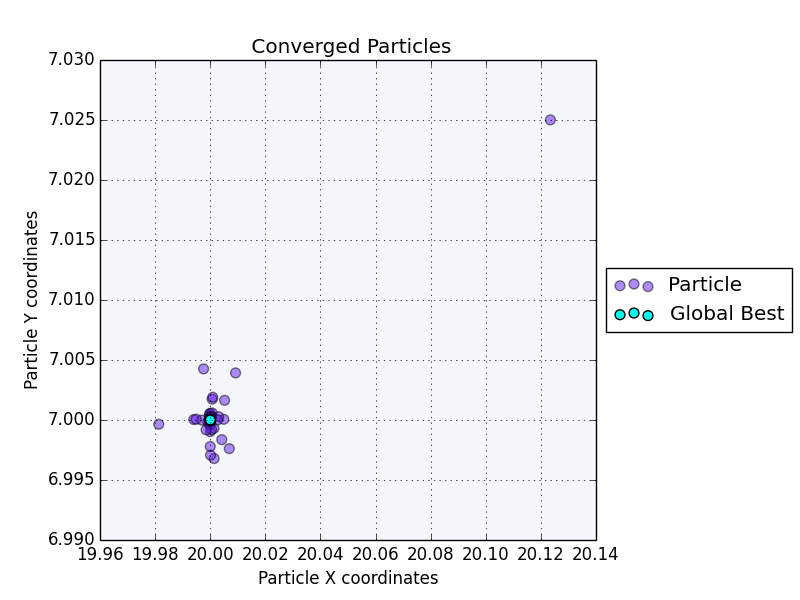 Converged Particles
7.030
7.025
7.020
7.015
7.010
7.005
7.000
6.995
6.990
19.96 19.98 20.00 20.02 20.04 20.06 20.08 20.10 20.12 20.14
Particle X coordinates
Particle Y coordinates
Particle
Global Best